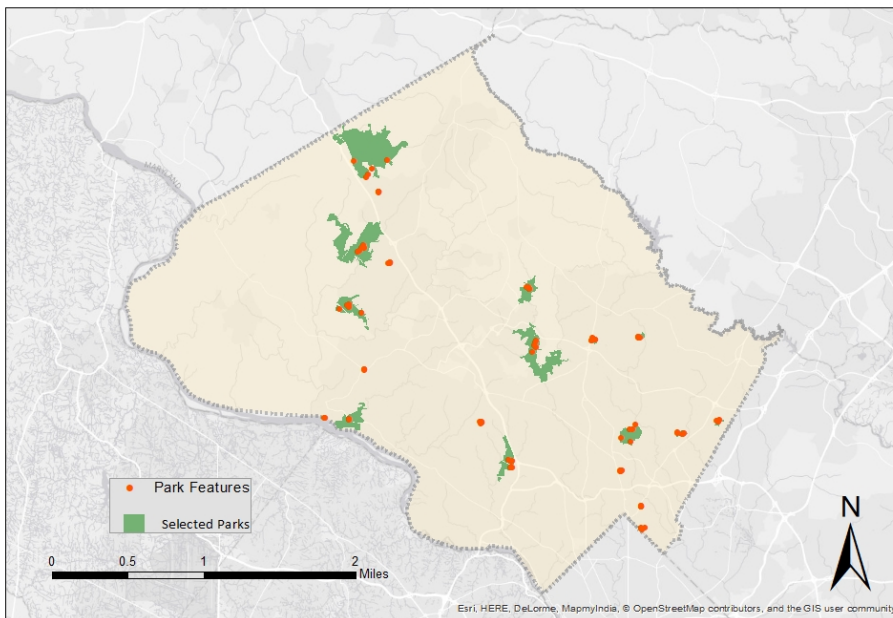 MARYLAND
Park Features
Selected Parks
N
0 0.5 1 2
Miles
Esri, HERE, DeLorme, MapmyIndia, © OpenStreetMap contributors, and the GIS user community